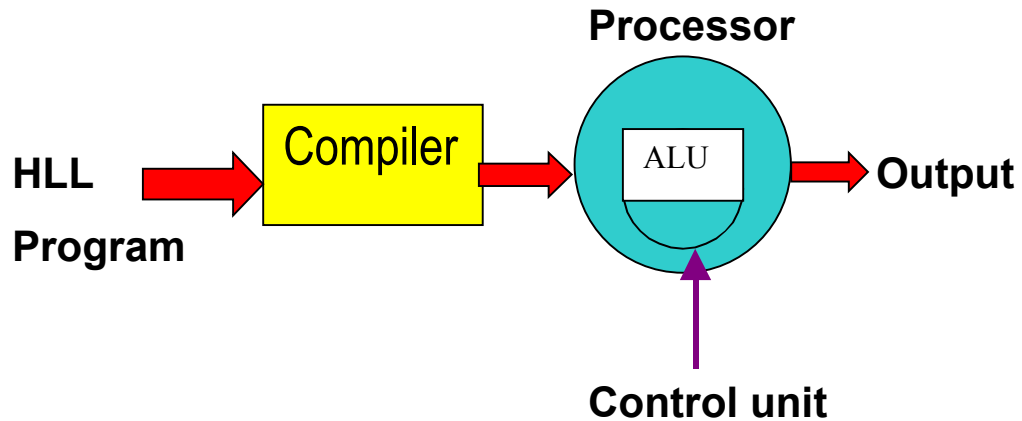 Processor
Compiler
ALU
HLL
Program
Output
Control unit